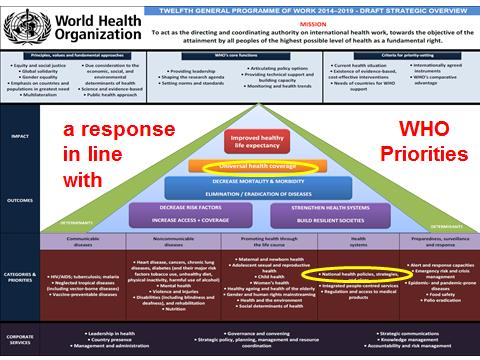 World Health
Organization
TWELFTH GENERAL PROGRAMME OF WORK 2014–2019 - DRAFT STRATEGIC OVERVIEW
MISSION
To act as the directing and coordinating authority on international health work, towards the objective of the
attainment by all peoples of the highest possible level of health as a fundamental right.
Principles, values and fundamental approaches
• Equity and social justice
• Global solidarity
• Gender equality
• Emphasis on countries and populations in greatest need
• Multilateralism
• Due consideration to the economic, social, and environmental determinants of health
• Science and evidence-based
• Public health approach
WHO's core functions
• Providing leadership
• Shaping the research agenda
• Setting norms and standards
• Articulating policy options
• Providing technical support and building capacity
• Monitoring and health trends
Criteria for priority-setting
• Current health situation
• Existence of evidence-based, cost-effective interventions
• Needs of countries for WHO support
• Internationally agreed instruments
• WHO's comparative advantage
IMPACT
a response
in line
with
WHO
Priorities
Improved healthy
life expectancy
Universal health coverage
OUTCOMES
DECREASE MORTALITY & MORBIDITY
ELIMINATION / ERADICATION OF DISEASES
DECREASE RISK FACTORS
INCREASE ACCESS + COVERAGE
STRENGTHEN HEALTH SYSTEMS
BUILD RESILIENT SOCIETIES
DETERMINANTS
DETERMINANTS
CATEGORIES &
PRIORITIES
Communicable
diseases
• HIV/AIDS; tuberculosis; malaria
• Neglected tropical diseases
(including vector-borne diseases)
• Vaccine-preventable diseases
Noncommunicable
diseases
• Heart disease, cancers, chronic lung
diseases, diabetes (and their major risk
factors tobacco use, unhealthy diet,
physical inactivity, harmful use of alcohol)
• Mental health
• Violence and Injuries
• Disabilities (including blindness and
deafness), and rehabilitation
• Nutrition
Promoting health through
the life course
• Maternal and newborn health
• Adolescent sexual and reproductive
health
• Child health
• Women's health
• Healthy ageing and health of the elderly
• Gender and human rights mainstreaming
• Health and the environment
• Social determinants of health
Health
systems
• National health policies, strategies,
• Integrated people-centred services
• Regulation and access to medical
products
Preparedness, surveillance
and response
• Alert and response capacities
• Emergency risk and crisis
management
• Epidemic- and pandemic-prone
diseases
• Food safety
• Polio eradication
CORPORATE
SERVICES
• Leadership in health
• Country presence
• Management and administration
• Governance and convening
• Strategic policy, planning, management and resource
coordination
• Strategic communications
• Knowledge management
• Accountability and risk management